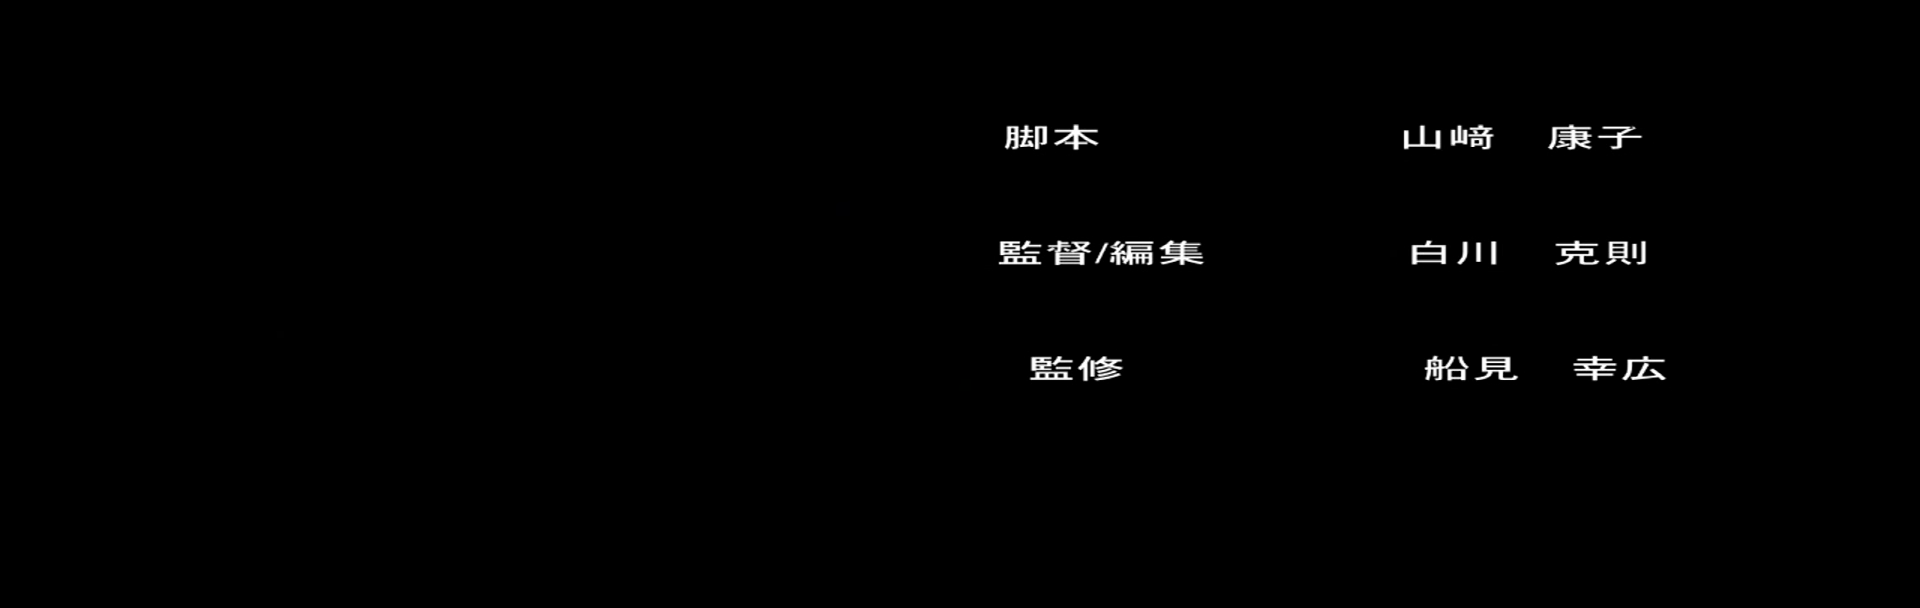 脚本　山﨑　康子
監督/編集　白川　克則
監修　船見　幸広